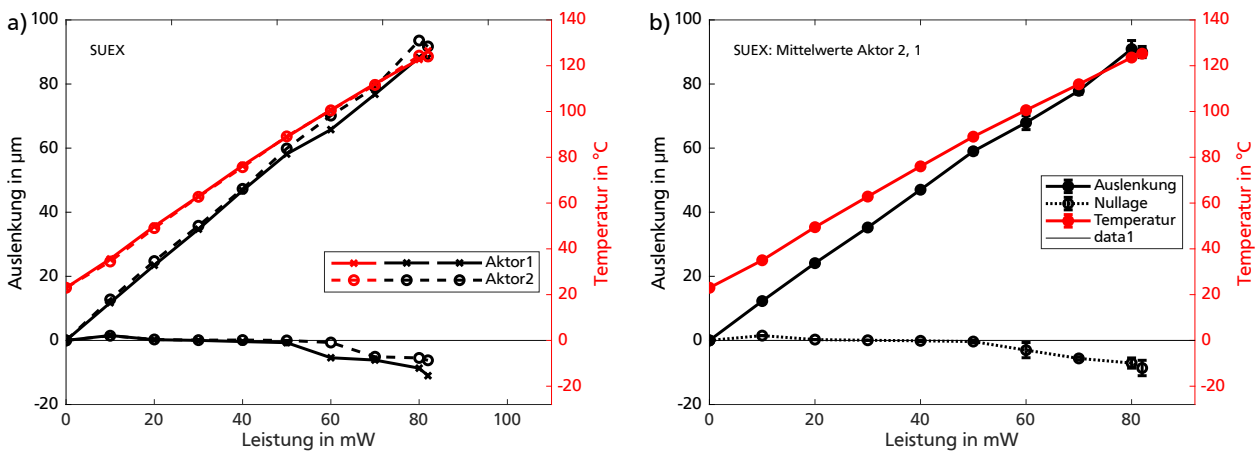 a)
SUEX
Auslenkung in µm
100
80
60
40
20
0
-20
0
20
40
60
80
100
Leistung in mW
140
120
100
80
60
40
20
0
-20
Temperatur in °C
Aktor1
Aktor2
b)
SUEX: Mittelwerte Aktor 2, 1
Auslenkung in µm
100
80
60
40
20
0
-20
0
20
40
60
80
Leistung in mW
140
120
100
80
60
40
20
0
-20
Temperatur in °C
Auslenkung
Nullage
Temperatur
data1